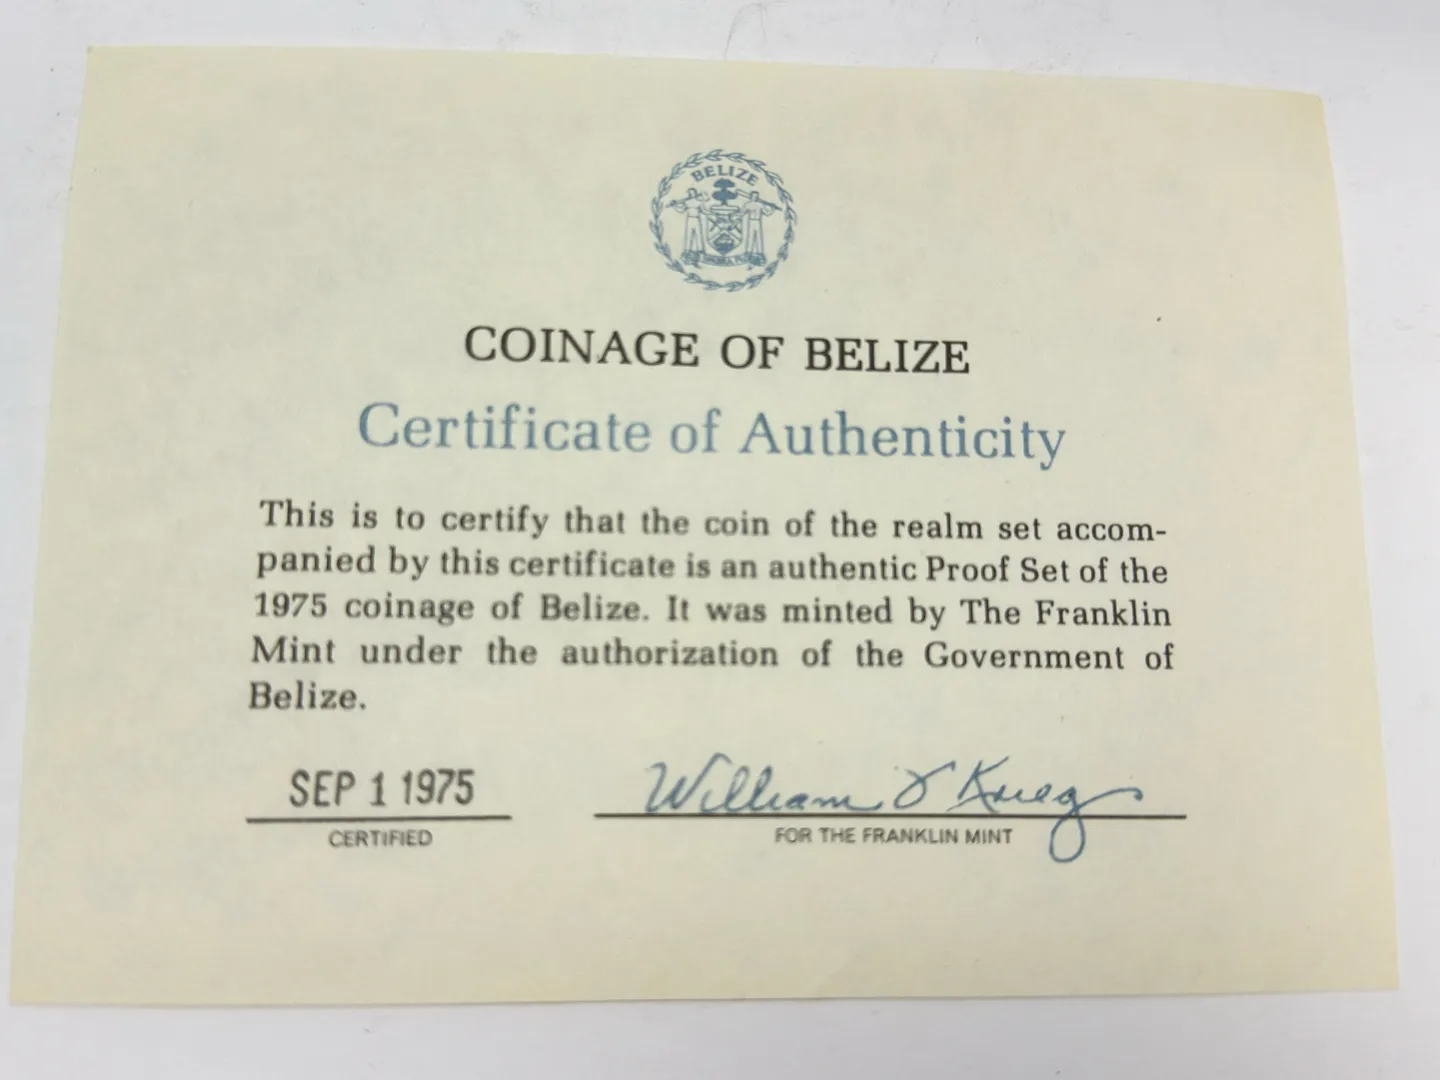 BELIZE
COINAGE OF BELIZE
Certificate of Authenticity
This is to certify that the coin of the realm set accom-
panied by this certificate is an authentic Proof Set of the
1975 coinage of Belize. It was minted by The Franklin
Mint under the authorization of the Government of
Belize.
SEP 1 1975
CERTIFIED
William
FOR THE FRANKLIN MINT